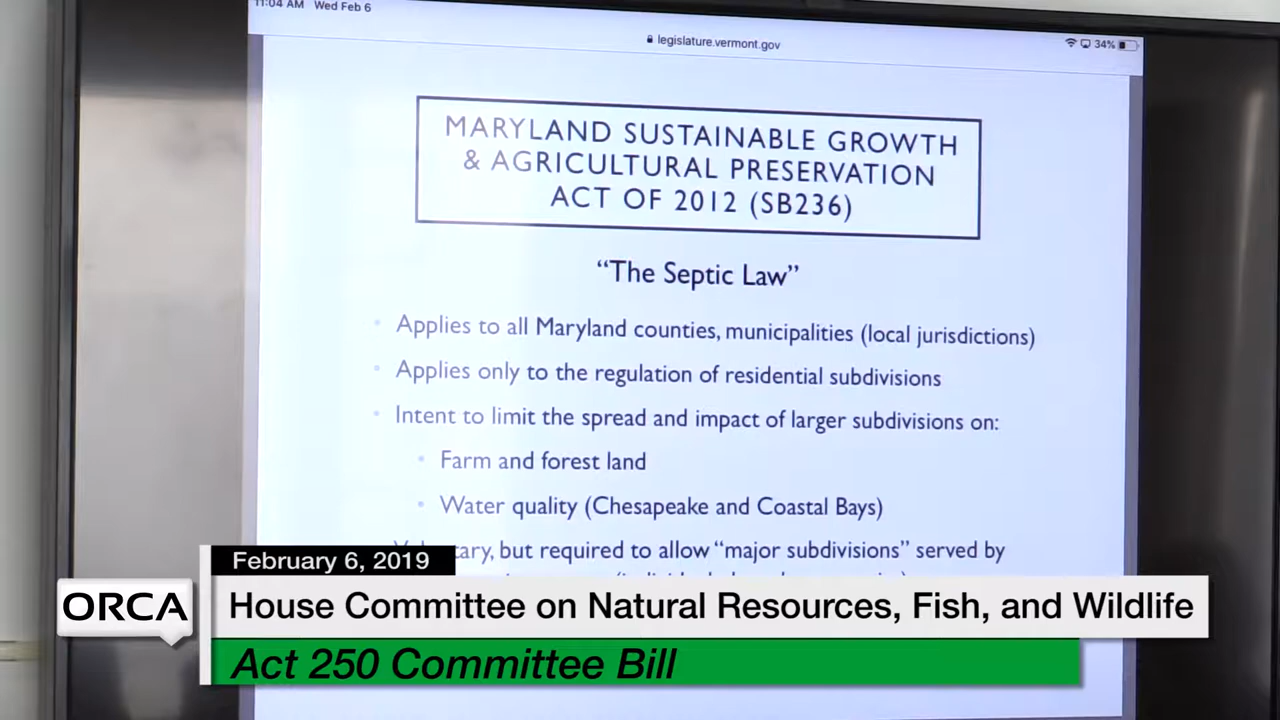 11:04 AM Wed Feb 6
legislature.vermont.gov
34%
MARYLAND SUSTAINABLE GROWTH
& AGRICULTURAL PRESERVATION
ACT OF 2012 (SB236)
“The Septic Law”
• Applies to all Maryland counties, municipalities (local jurisdictions)
• Applies only to the regulation of residential subdivisions
• Intent to limit the spread and impact of larger subdivisions on:
• Farm and forest land
• Water quality (Chesapeake and Coastal Bays)
but required to allow “major subdivisions” served by
February 6, 2019
ORCA
House Committee on Natural Resources, Fish, and Wildlife
Act 250 Committee Bill